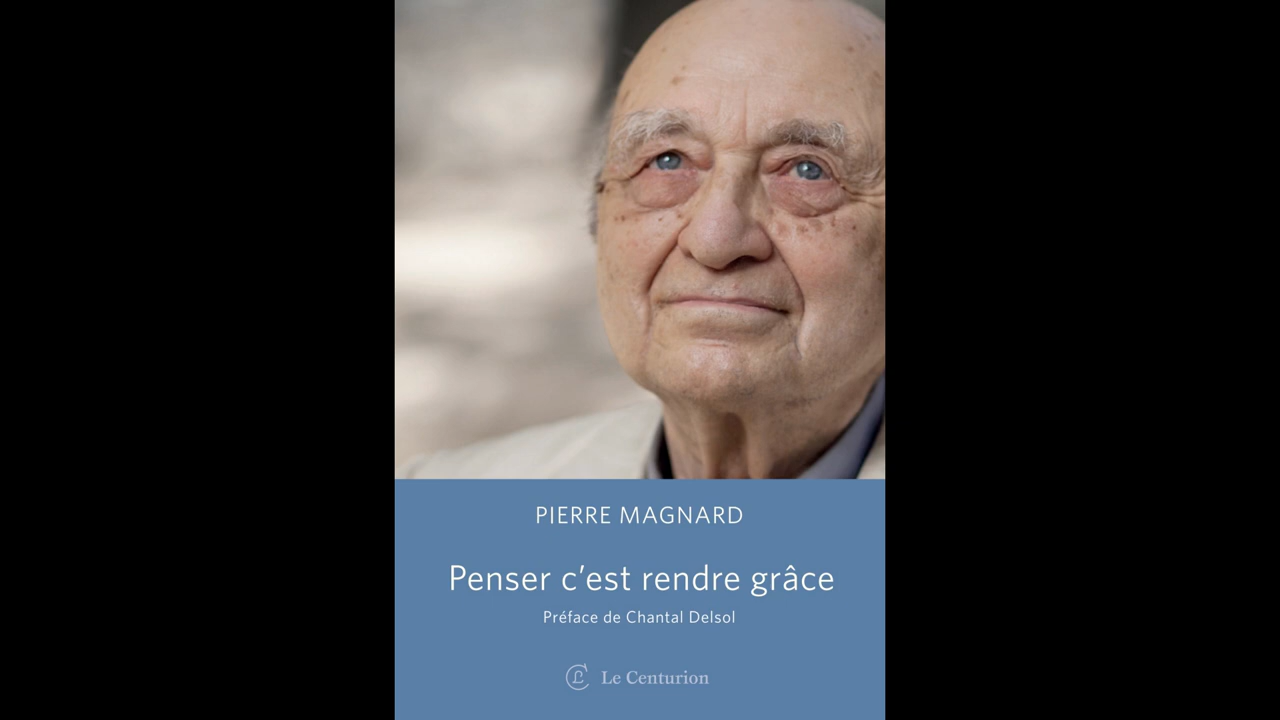 PIERRE MAGNARD
Penser c’est rendre grâce
Préface de Chantal Delsol
Le Centurion